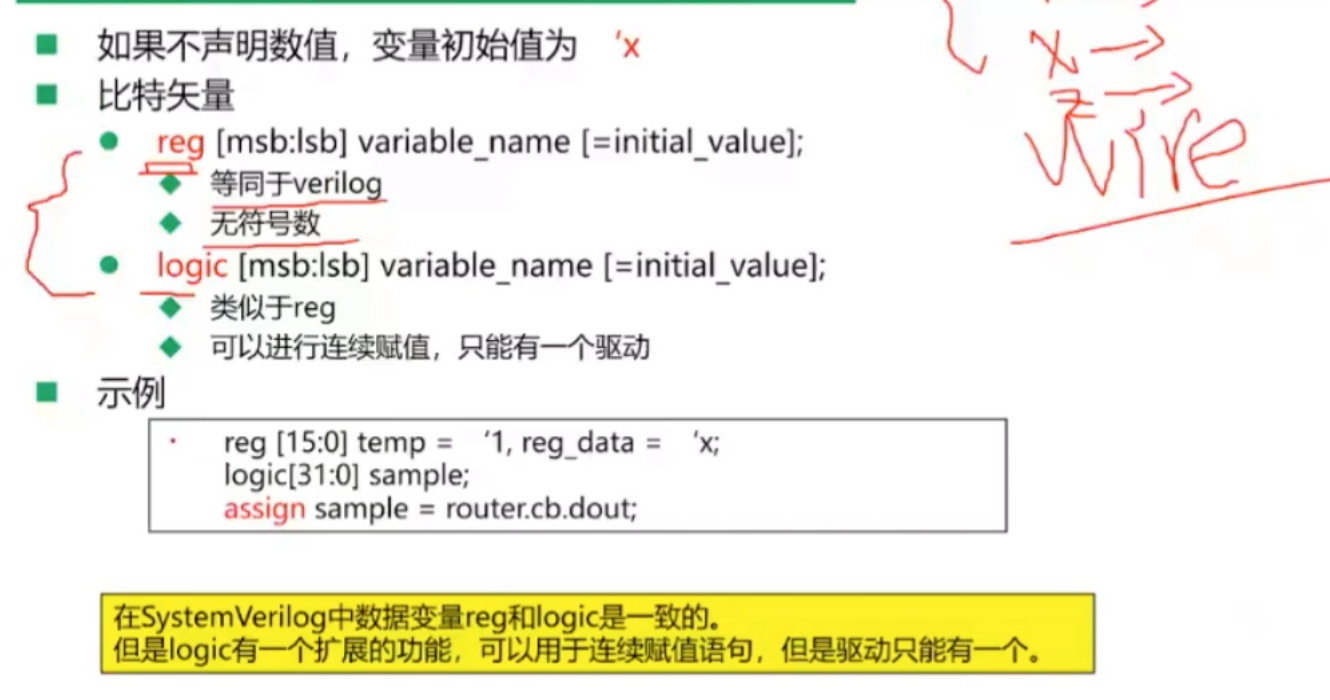 如果不声明数值，变量初始值为 'x
比特矢量
reg [msb:lsb] variable_name [=initial_value];
等同于verilog
无符号数
logic [msb:lsb] variable_name [=initial_value];
类似于reg
可以进行连续赋值，只能有一个驱动
示例
reg [15:0] temp = '1, reg_data = 'x;
logic[31:0] sample;
assign sample = router.cb.dout;
在SystemVerilog中数据变量reg和logic是一致的。
但是logic有一个扩展的功能，可以用于连续赋值语句，但是驱动只能有一个。
x →
z →
wire